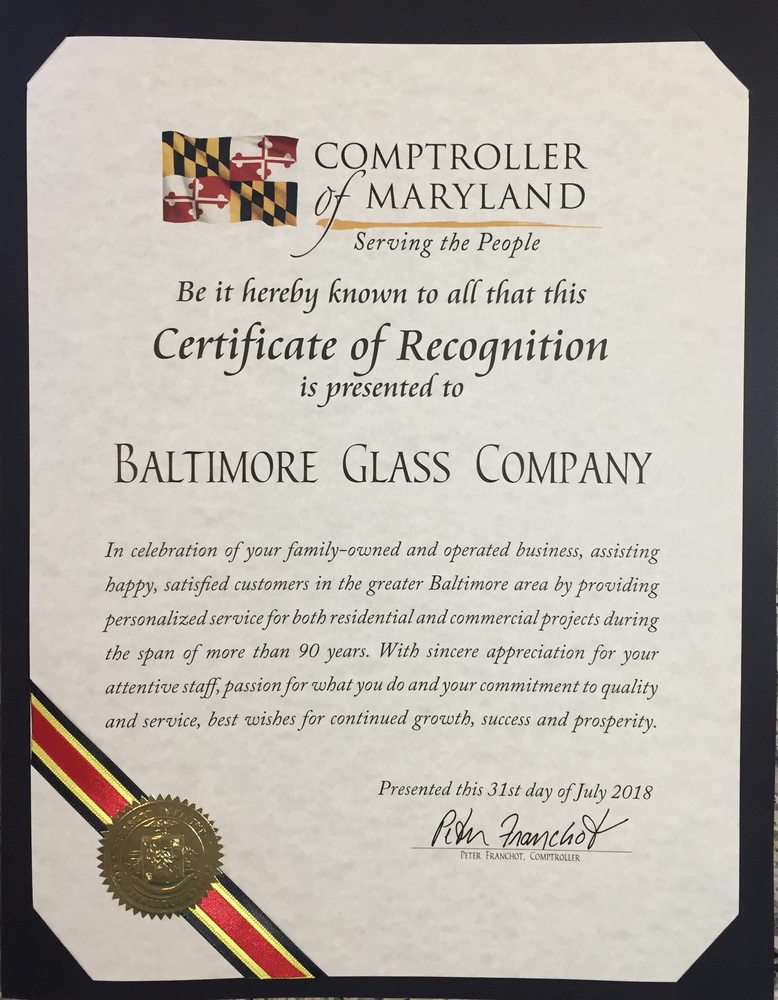 COMPTROLLER
of MARYLAND
Serving the People
Be it hereby known to all that this
Certificate of Recognition
is presented to
BALTIMORE GLASS COMPANY
In celebration of your family-owned and operated business, assisting
happy, satisfied customers in the greater Baltimore area by providing
personalized service for both residential and commercial projects during
the span of more than 90 years. With sincere appreciation for your
attentive staff, passion for what you do and your commitment to quality
and service, best wishes for continued growth, success and prosperity.
Presented this 31st day of July 2018
Peter Franchot
PETER FRANCHOT, COMPTROLLER